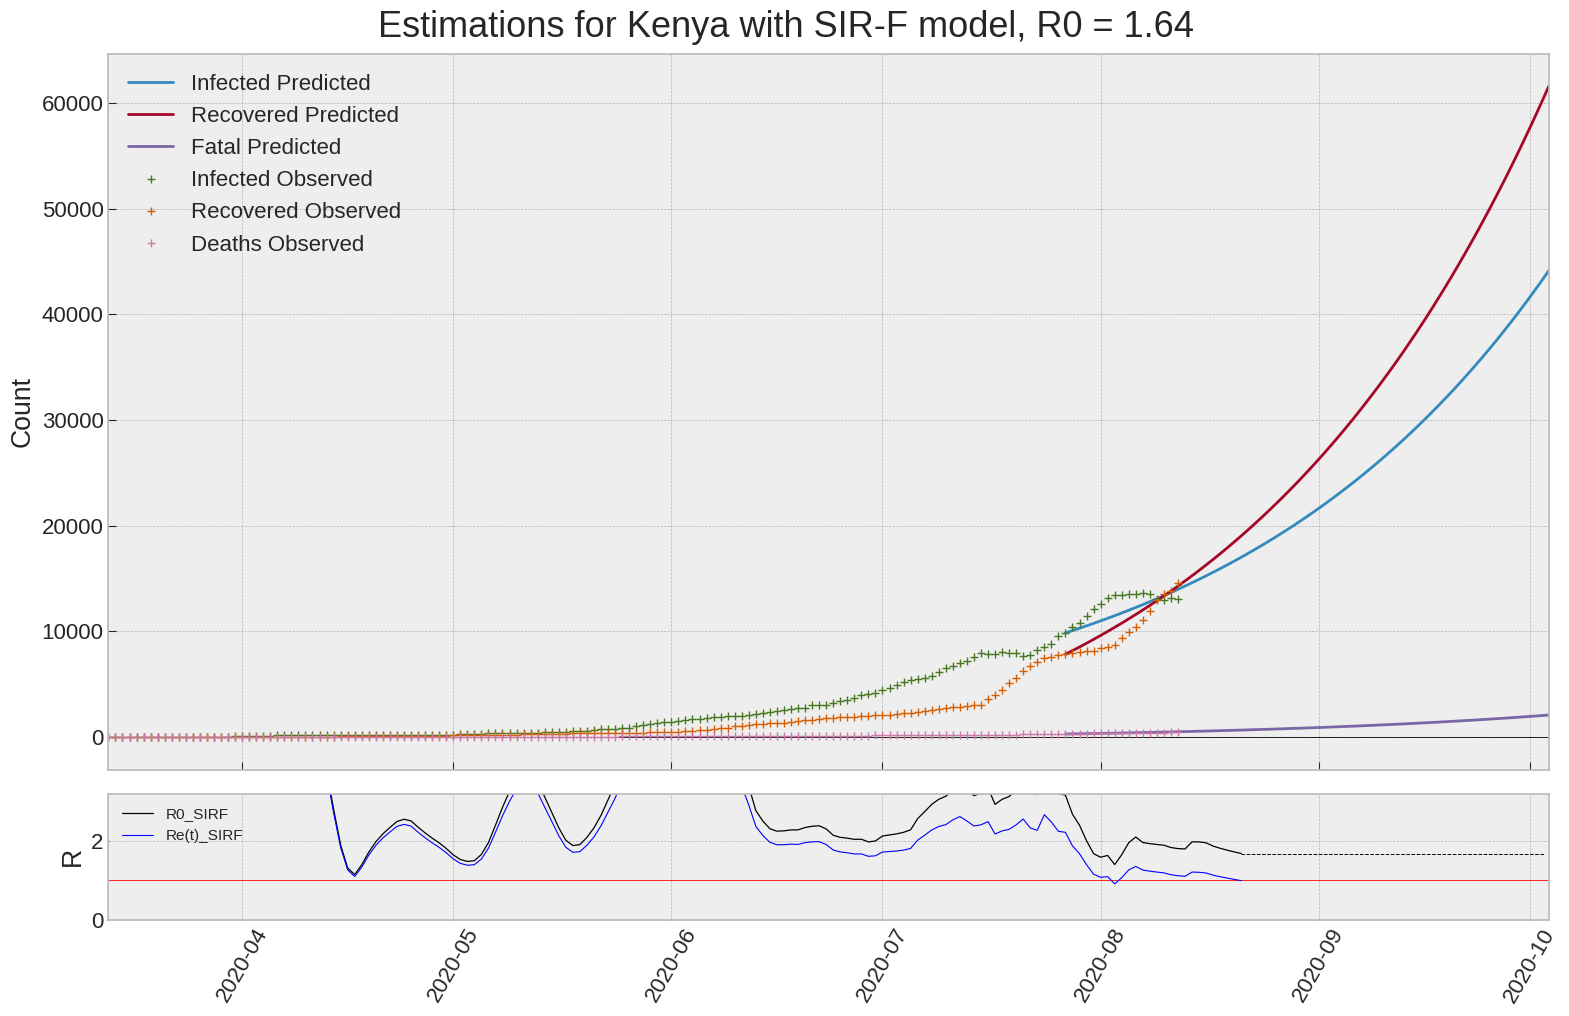 Estimations for Kenya with SIR-F model, R0 = 1.64
Infected Predicted
Recovered Predicted
Fatal Predicted
Infected Observed
Recovered Observed
Deaths Observed
60000
50000
40000
30000
20000
10000
0
Count
R0_SIRF
Re(t)_SIRF
2
0
R
2020-04
2020-05
2020-06
2020-07
2020-08
2020-09
2020-10